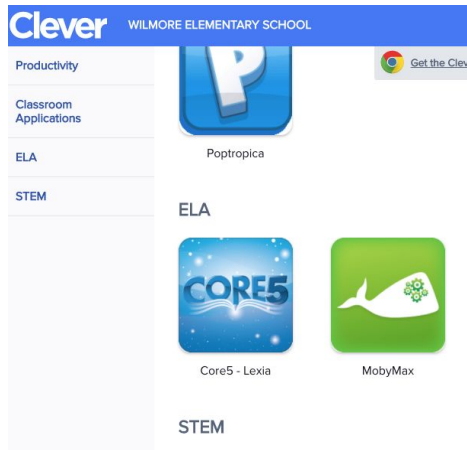 Clever WILMORE ELEMENTARY SCHOOL
Productivity
Get the Clev
Classroom
Applications
P
Poptropica
ELA
STEM
ELA
CORE5
Core5 - Lexia
MobyMax
STEM